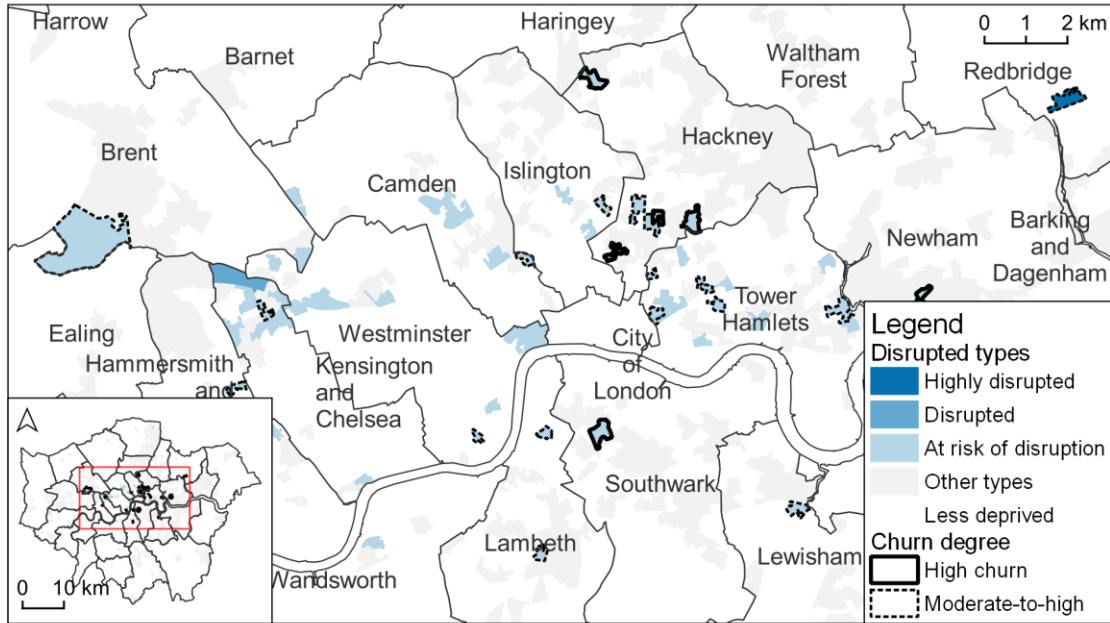 Harrow
Haringey
0 1 2 km
Barnet
Waltham
Forest
Redbridge
Hackney
Brent
Islington
Camden
Barking
and
Dagenham
Newham
Tower
Hamlets
Ealing
Westminster
City
of
London
Hammersmith
and
Kensington
and
Chelsea
Southwark
Lambeth
Lewisham
Wandsworth
0 10 km
Legend
Disrupted types
Highly disrupted
Disrupted
At risk of disruption
Other types
Less deprived
Churn degree
High churn
Moderate-to-high